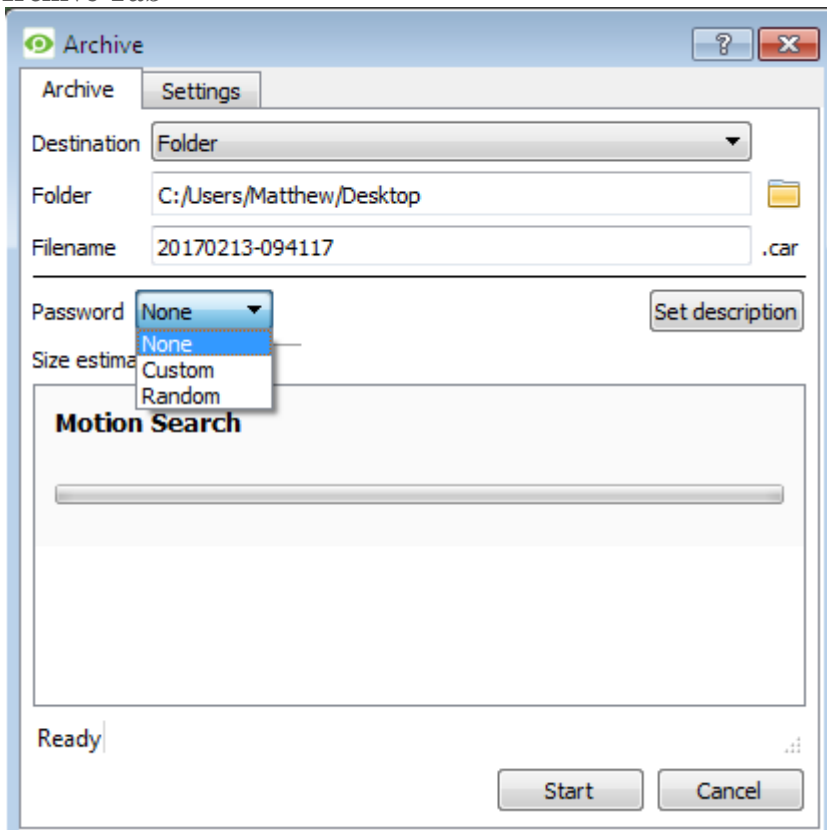 Archive
Archive Settings
Destination Folder
Folder C:/Users/Matthew/Desktop
Filename 20170213-094117 .car
Password None Set description
None
Size estima
Custom
Random
Motion Search
Ready
Start Cancel